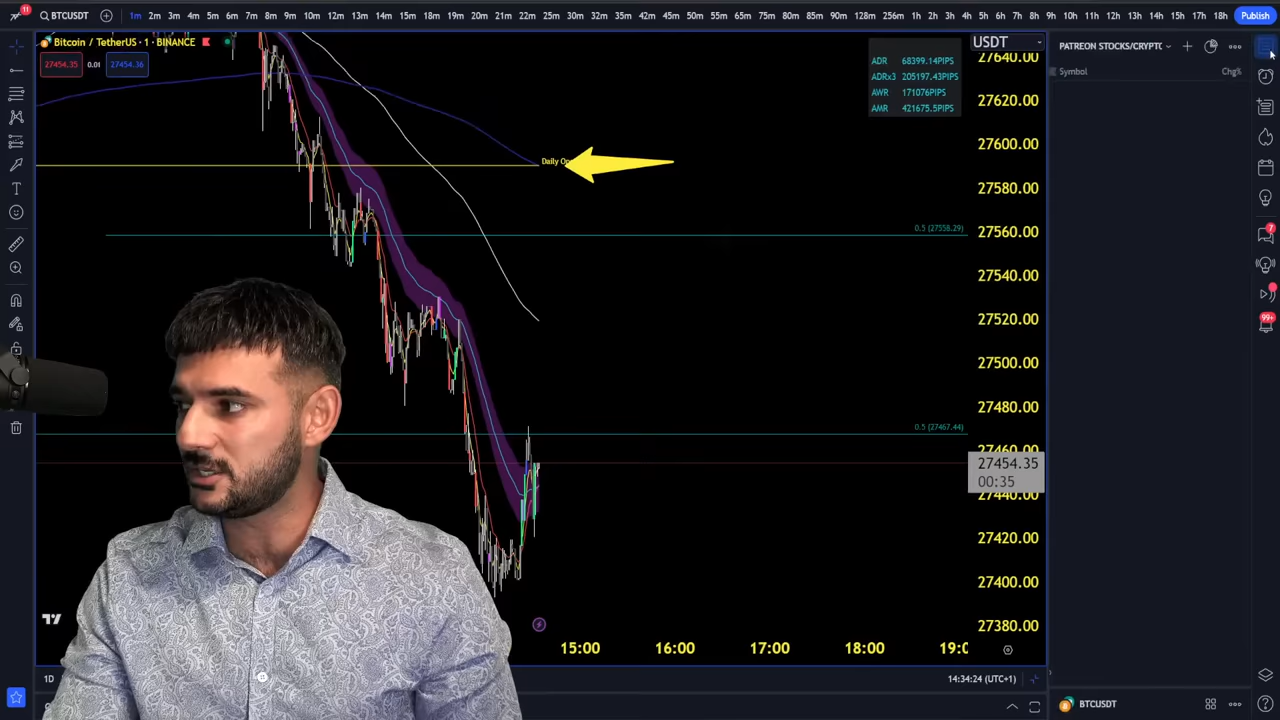 11
BTCUSDT
1m 2m 3m 4m 5m 6m 7m 8m 9m 10m 12m 13m 14m 15m 17m 18m 19m 20m 21m 22m 25m 30m 32m 35m 42m 45m 50m 55m 65m 75m 78m 85m 90m 128m 256m 1h 2h 3h 4h 5h 6h 7h 8h 9h 10h 12h 13h 14h 15h 17h 18h
Publish
Bitcoin / TetherUS · 1 · BINANCE
27454.35 0.01 27454.36
ADR 68399.14PIPS
ADRx3 205197.43PIPS
AWR 171076PIPS
AMR 421675.5PIPS
USDT
PATREON STOCKS/CRYPTO
Symbol Chg%
27640.00
27620.00
27600.00
Daily
27580.00
0.5 (27558.29)
27560.00
27540.00
27520.00
27500.00
27480.00
0.5 (27467.44)
27460.00
27454.35
00:35
27440.00
27420.00
27400.00
27380.00
7
99+
15:00 16:00 17:00 18:00
1D
14:34:24 (UTC+1)
BTCUSDT